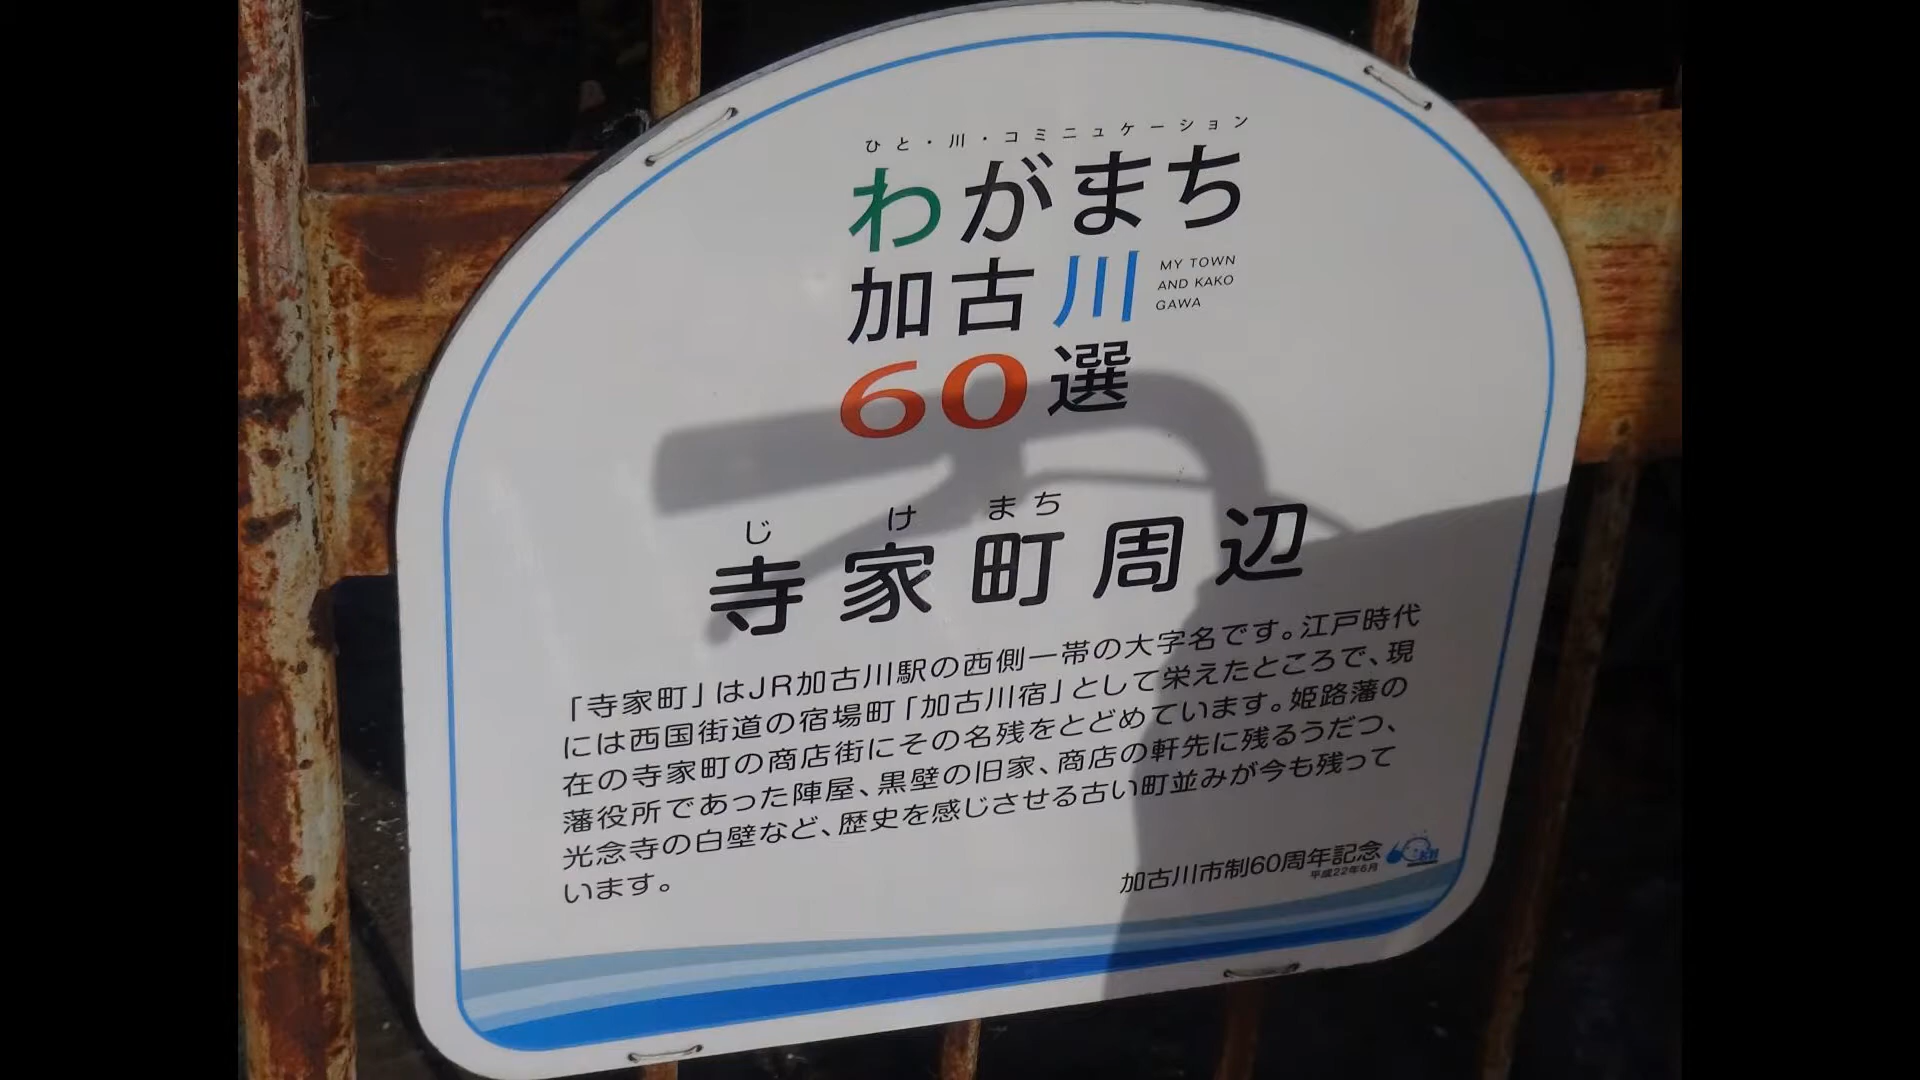 ひと・川・コミニュケーション
わがまち
加古川
MY TOWN
AND KAKO
GAWA
60選
じけまち
寺家町周辺
「寺家町」はJR加古川駅の西側一帯の大字名です。江戸時代
には西国街道の宿場町「加古川宿」として栄えたところで、現
在の寺家町の商店街にその名残をとどめています。姫路藩の
藩役所であった陣屋、黒壁の旧家、商店の軒先に残るうだつ、
光念寺の白壁など、歴史を感じさせる古い町並みが今も残って
います。
加古川市制60周年記念
平成22年6月